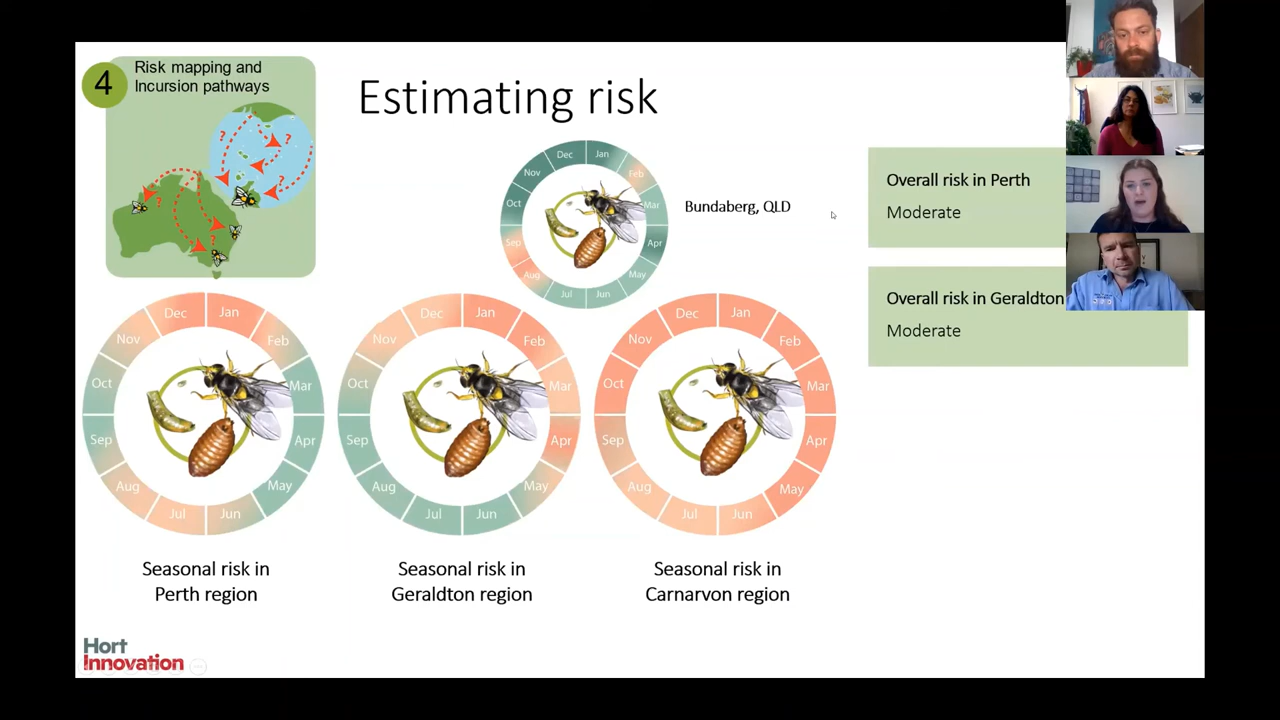 4
Risk mapping and
Incursion pathways
?
?
?
?
?
?
Estimating risk
Dec
Jan
Nov
Feb
Oct
Mar
Sep
Apr
Aug
May
Jul
Jun
Bundaberg, QLD
Overall risk in Perth
Moderate
Overall risk in Geraldton
Moderate
Dec
Jan
Nov
Feb
Oct
Mar
Sep
Apr
Aug
May
Jul
Jun
Dec
Jan
Nov
Feb
Oct
Mar
Sep
Apr
Aug
May
Jul
Jun
Dec
Jan
Nov
Feb
Oct
Mar
Sep
Apr
Aug
May
Jul
Jun
Seasonal risk in
Perth region
Seasonal risk in
Geraldton region
Seasonal risk in
Carnarvon region
Hort
Innovation